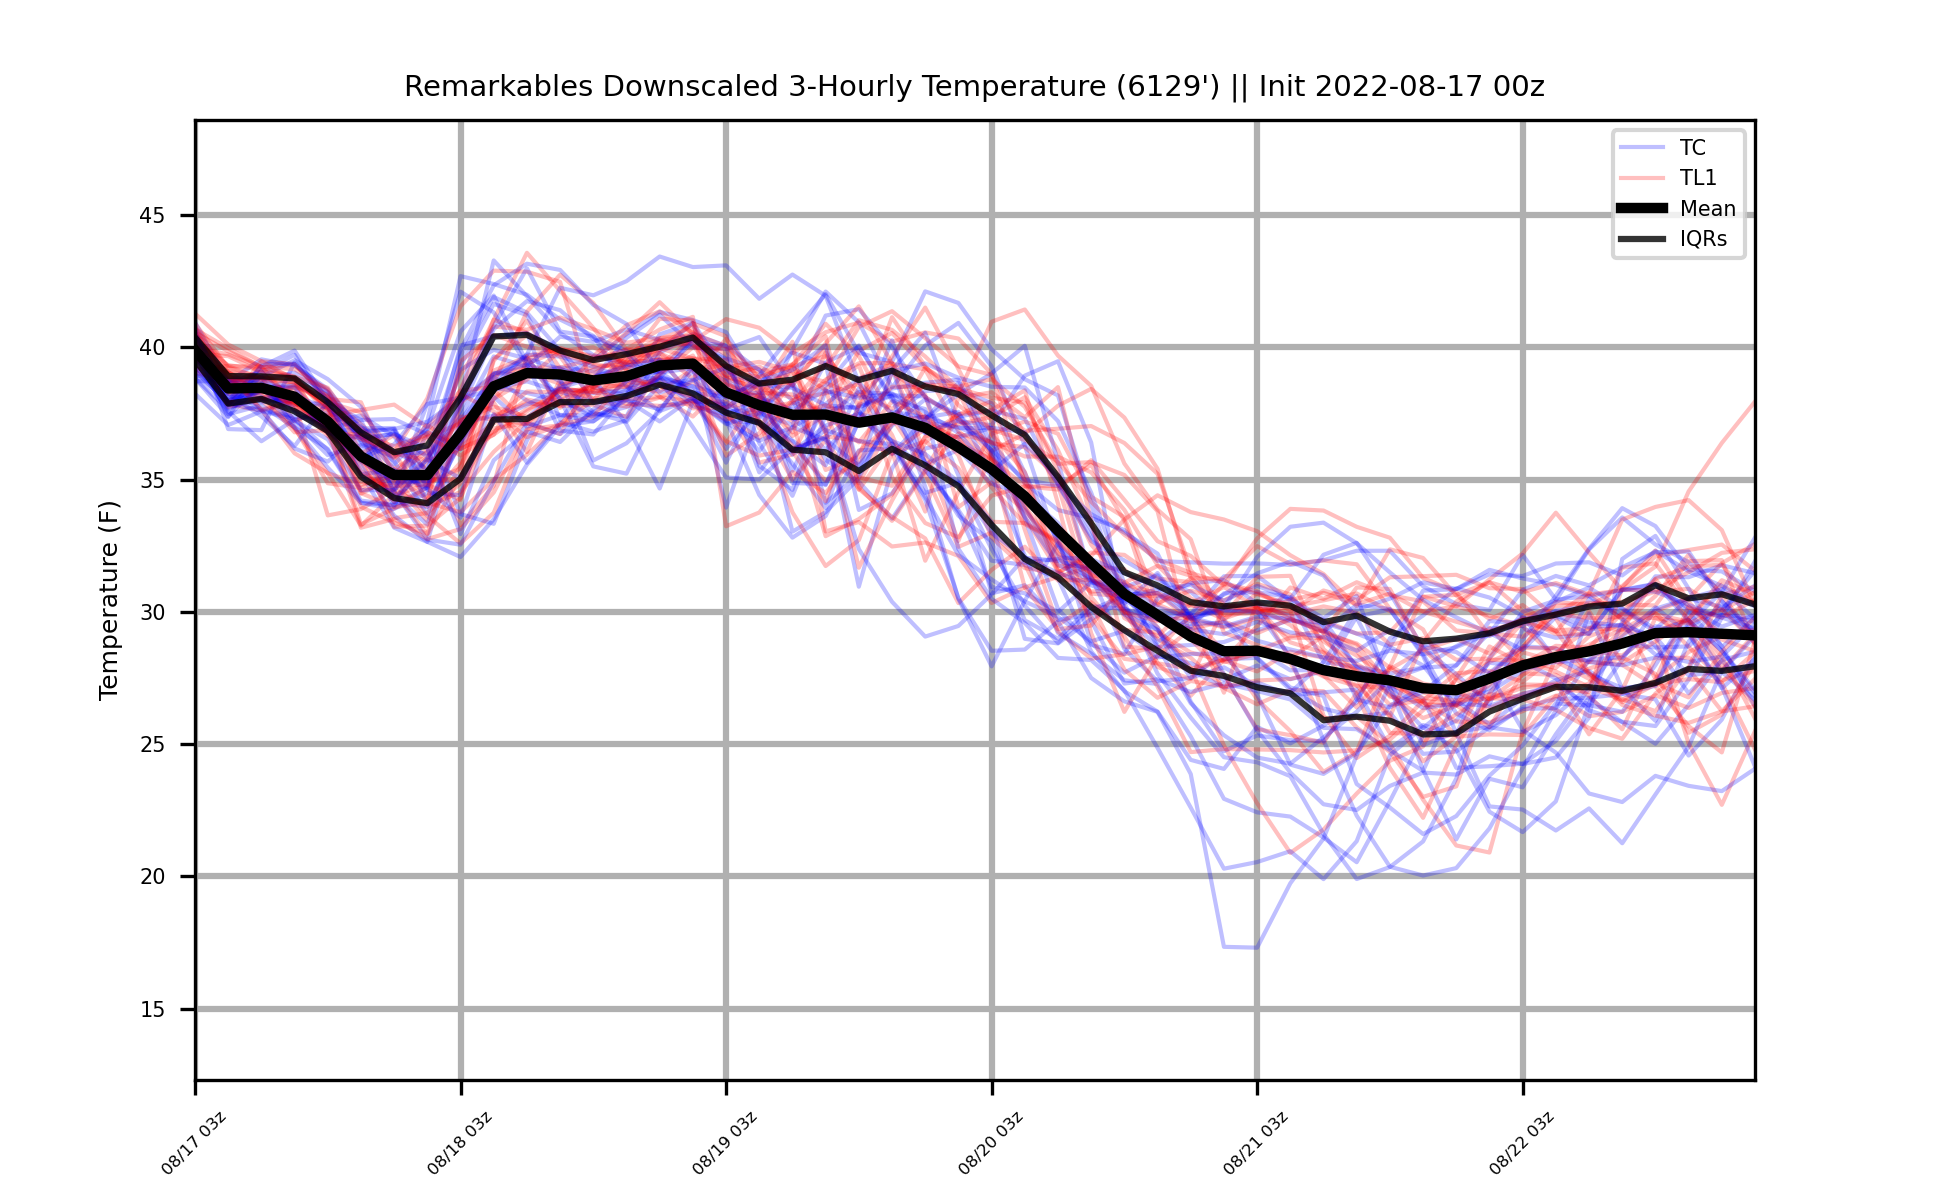 Remarkables Downscaled 3-Hourly Temperature (6129') || Init 2022-08-17 00z
TC
TL1
Mean
IQRs
Temperature (F)
45
40
35
30
25
20
15
08/17 03z
08/18 03z
08/19 03z
08/20 03z
08/21 03z
08/22 03z